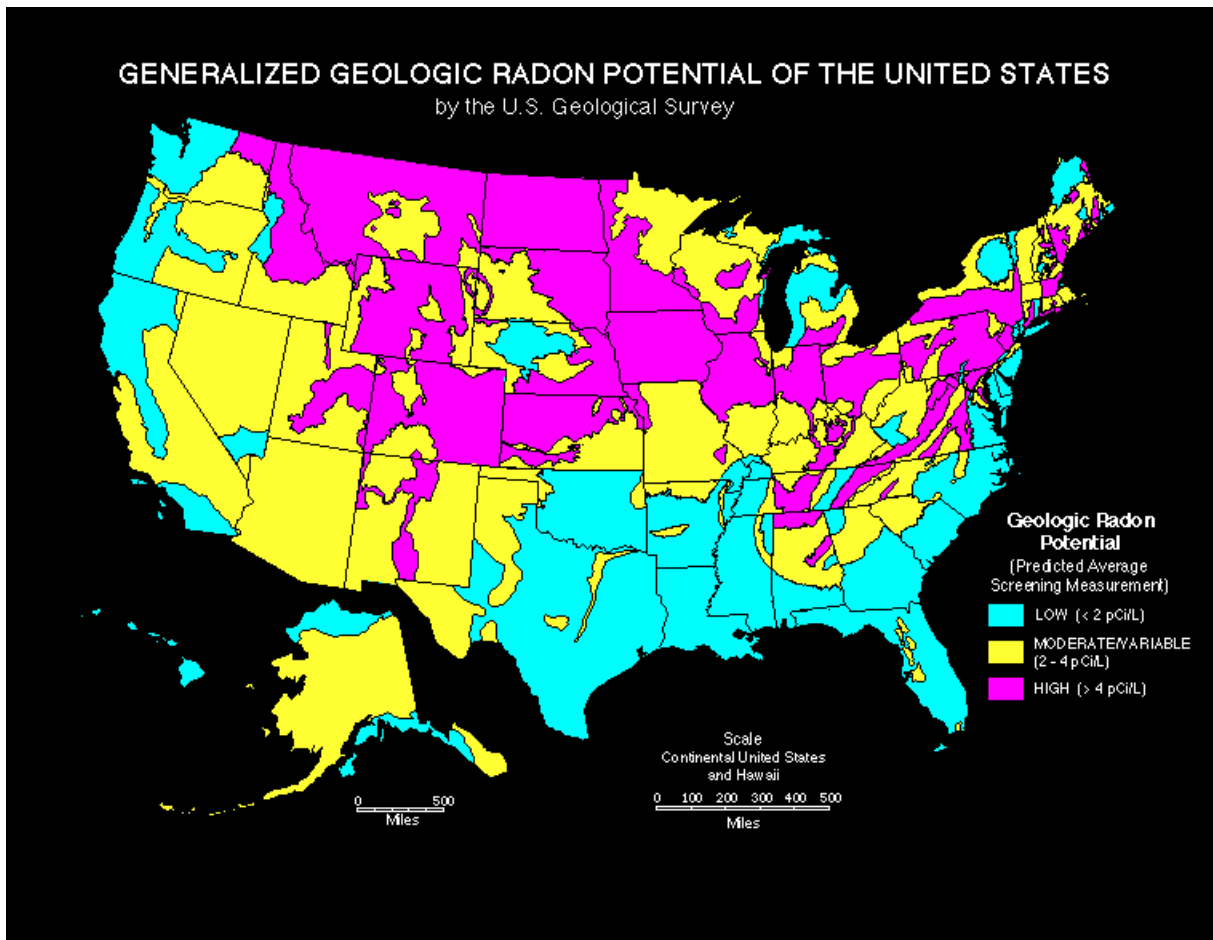 GENERALIZED GEOLOGIC RADON POTENTIAL OF THE UNITED STATES
by the U.S. Geological Survey
Geologic Radon
Potential
(Predicted Average
Screening Measurement)
LOW (< 2 pCi/L)
MODERATE/VARIABLE
(2 - 4 pCi/L)
HIGH (> 4 pCi/L)
Scale
Continental United States
and Hawaii
0 100 200 300 400 500
Miles
0 500
Miles